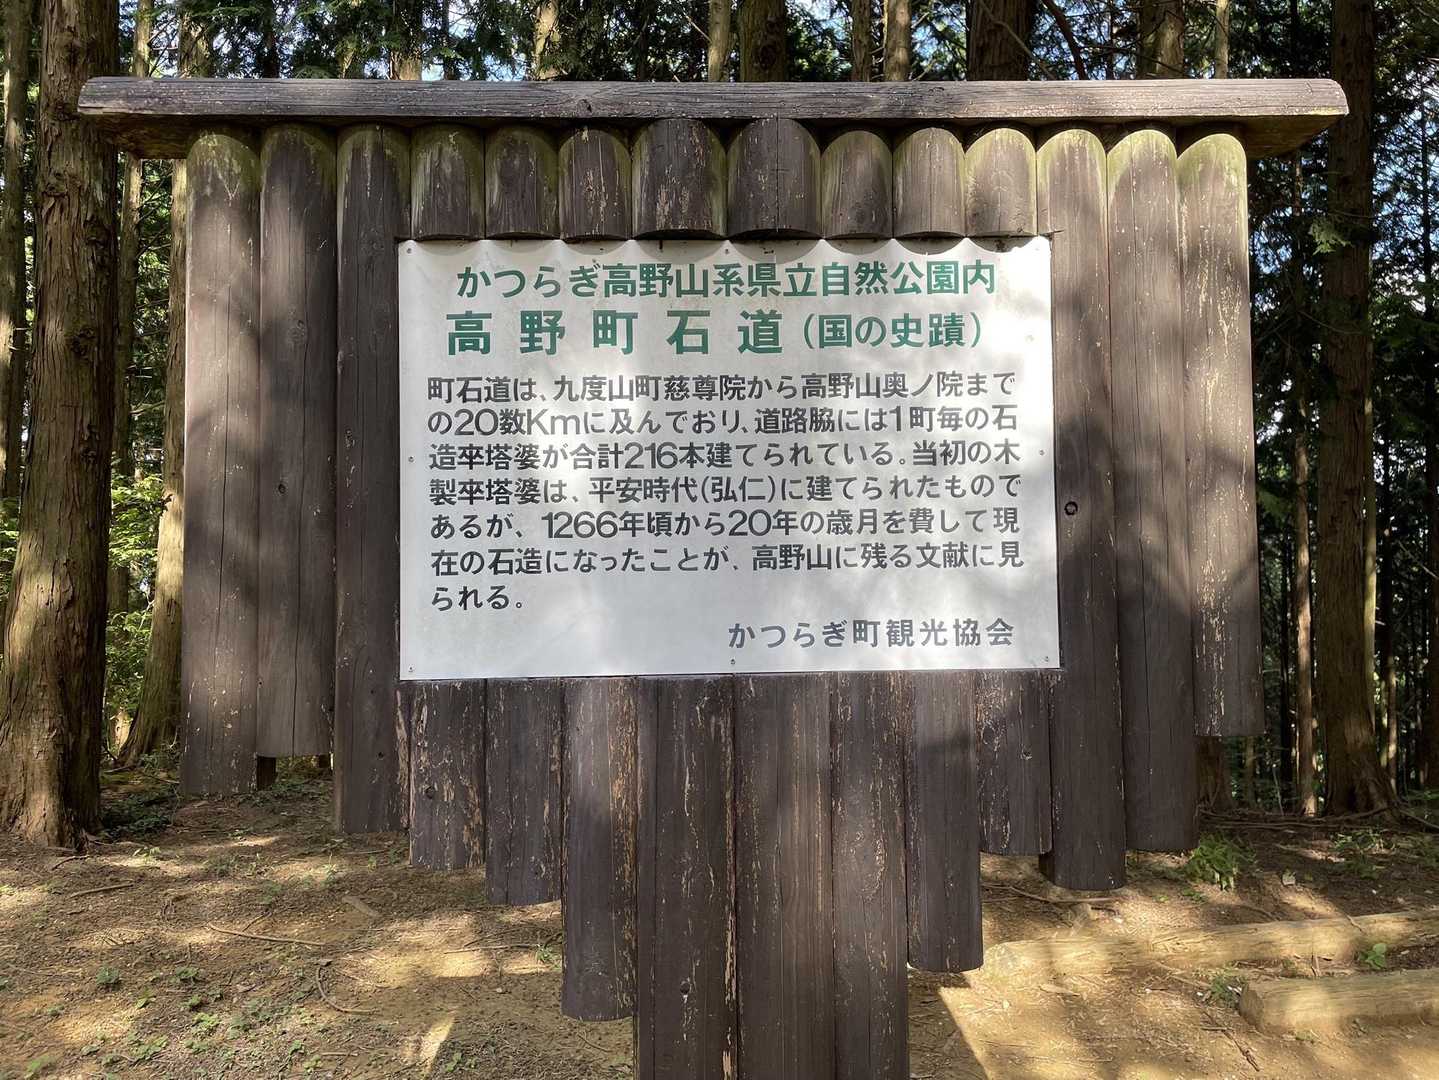 かつらぎ高野山系県立自然公園内
高野町石道（国の史蹟）
町石道は、九度山町慈尊院から高野山奥ノ院まで
の20数Kmに及んでおり、道路脇には1町毎の石
造卒塔婆が合計216本建てられている。当初の木
製卒塔婆は、平安時代（弘仁）に建てられたもので
あるが、1266年頃から20年の歳月を費して現
在の石造になったことが、高野山に残る文献に見
られる。
かつらぎ町観光協会